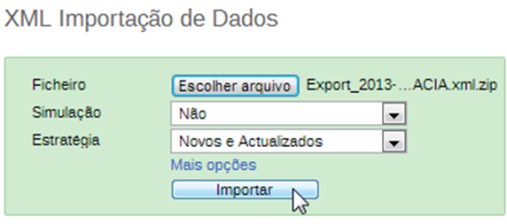 XML Importação de Dados
Ficheiro Escolher arquivo Export_2013-...ACIA.xml.zip
Simulação Não
Estratégia Novos e Actualizados
Mais opções
Importar